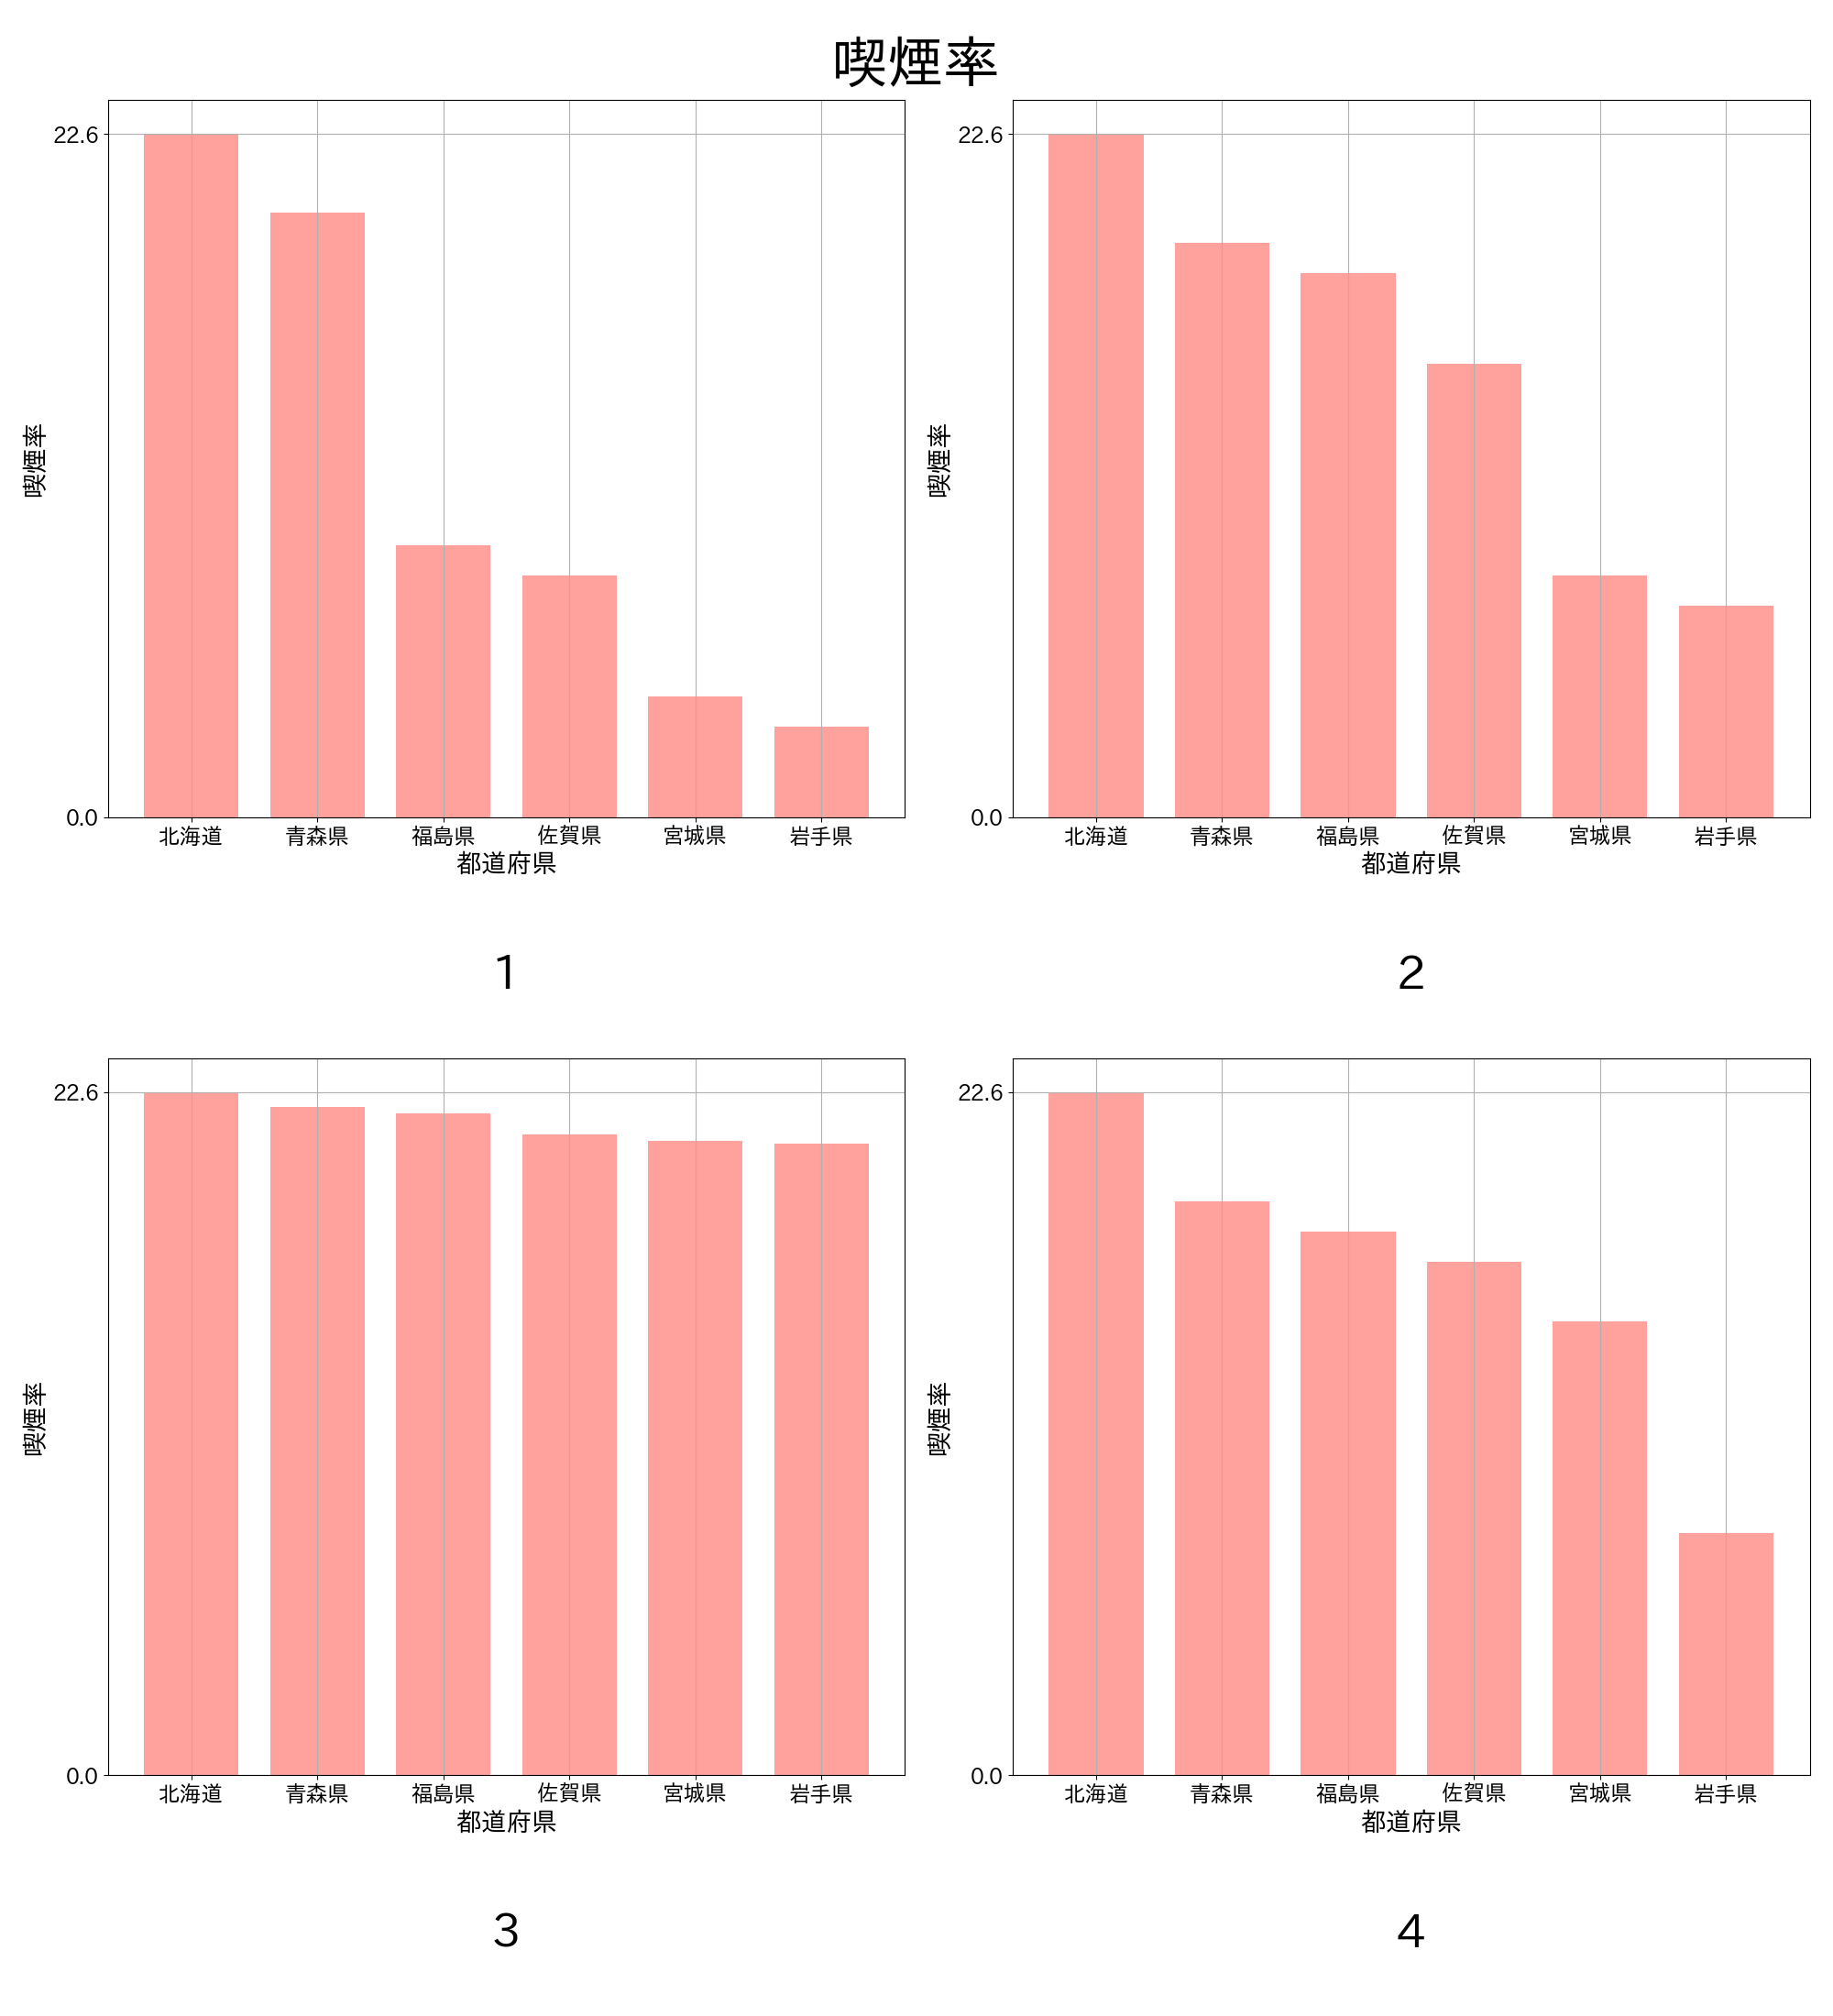 喫煙率
22.6
0.0
喫煙率
北海道 青森県 福島県 佐賀県 宮城県 岩手県
都道府県
1
22.6
0.0
喫煙率
北海道 青森県 福島県 佐賀県 宮城県 岩手県
都道府県
2
22.6
0.0
喫煙率
北海道 青森県 福島県 佐賀県 宮城県 岩手県
都道府県
3
22.6
0.0
喫煙率
北海道 青森県 福島県 佐賀県 宮城県 岩手県
都道府県
4